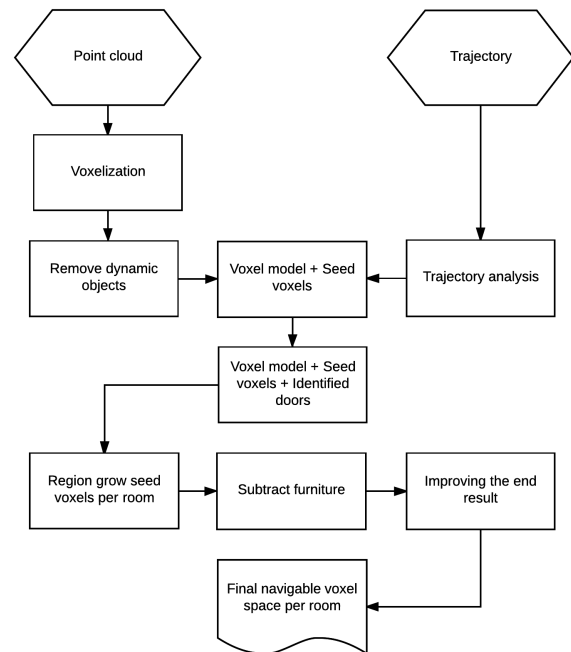 Point cloud
Trajectory
Voxelization
Remove dynamic
objects
Voxel model + Seed
voxels
Trajectory analysis
Voxel model + Seed
voxels + Identified
doors
Region grow seed
voxels per room
Subtract furniture
Improving the end
result
Final navigable voxel
space per room